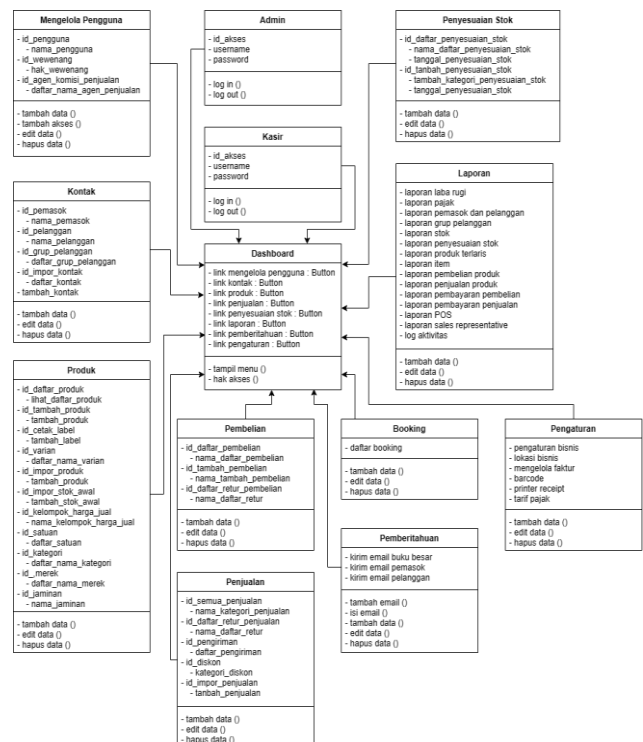 Mengelola Pengguna
- id_pengguna
- nama_pengguna
- id_wewenang
- hak_wewenang
- id_agen_komisi_penjualan
- daftar_nama_agen_penjualan
- tambah data ()
- tambah akses ()
- edit data ()
- hapus data ()
Admin
- id_akses
- username
- password
- log in ()
- log out ()
Penyesuaian Stok
- id_daftar_penyesuaian_stok
- nama_daftar_penyesuaian_stok
- tanggal_penyesuaian_stok
- id_tanbah_penyesuaian_stok
- tambah_kategori_penyesuaian_stok
- tanggal_penyesuaian_stok
- tambah data ()
- edit data ()
- hapus data ()
Kasir
- id_akses
- username
- password
- log in ()
- log out ()
Kontak
- id_pemasok
- nama_pemasok
- id_pelanggan
- nama_pelanggan
- id_grup_pelanggan
- daftar_grup_pelanggan
- id_impor_kontak
- daftar_kontak
- tambah_kontak
- tambah data ()
- edit data ()
- hapus data ()
Laporan
- laporan laba rugi
- laporan pajak
- laporan pemasok dan pelanggan
- laporan grup pelanggan
- laporan stok
- laporan penyesuaian stok
- laporan produk terlaris
- laporan item
- laporan pembelian produk
- laporan penjualan produk
- laporan pembayaran pembelian
- laporan pembayaran penjualan
- laporan POS
- laporan sales representative
- log aktivitas
- tambah data ()
- edit data ()
- hapus data ()
Dashboard
- link mengelola pengguna : Button
- link kontak : Button
- link produk : Button
- link penjualan : Button
- link penyesuaian stok : Button
- link laporan : Button
- link pemberitahuan : Button
- link pengaturan : Button
- tampil menu ()
- hak akses ()
Produk
- id_daftar_produk
- lihat_daftar_produk
- id_tambah_produk
- tambah_produk
- id_cetak_label
- tambah_label
- id_varian
- daftar_nama_varian
- id_impor_produk
- tambah_produk
- id_impor_stok_awal
- tambah_stok_awal
- id_kelompok_harga_jual
- nama_kelompok_harga_jual
- id_satuan
- daftar_satuan
- id_kategori
- daftar_nama_kategori
- id_merek
- daftar_nama_merek
- id_jaminan
- nama_jaminan
- tambah data ()
- edit data ()
- hapus data ()
Pembelian
- id_daftar_pembelian
- nama_daftar_pembelian
- id_tambah_pembelian
- nama_tambah_pembelian
- id_daftar_retur_pembelian
- nama_daftar_retur
- tambah data ()
- edit data ()
- hapus data ()
Booking
- daftar booking
- tambah data ()
- edit data ()
- hapus data ()
Pengaturan
- pengaturan bisnis
- lokasi bisnis
- mengelola faktur
- barcode
- printer receipt
- tarif pajak
- tambah data ()
- edit data ()
- hapus data ()
Pemberitahuan
- kirim email buku besar
- kirim email pemasok
- kirim email pelanggan
- tambah email ()
- isi email ()
- tambah data ()
- edit data ()
- hapus data ()
Penjualan
- id_semua_penjualan
- nama_kategori_penjualan
- id_daftar_retur_penjualan
- nama_daftar_retur
- id_pengiriman
- daftar_pengiriman
- id_diskon
- kategori_diskon
- id_impor_penjualan
- tanbah_penjualan
- tambah data ()
- edit data ()
- hapus data ()